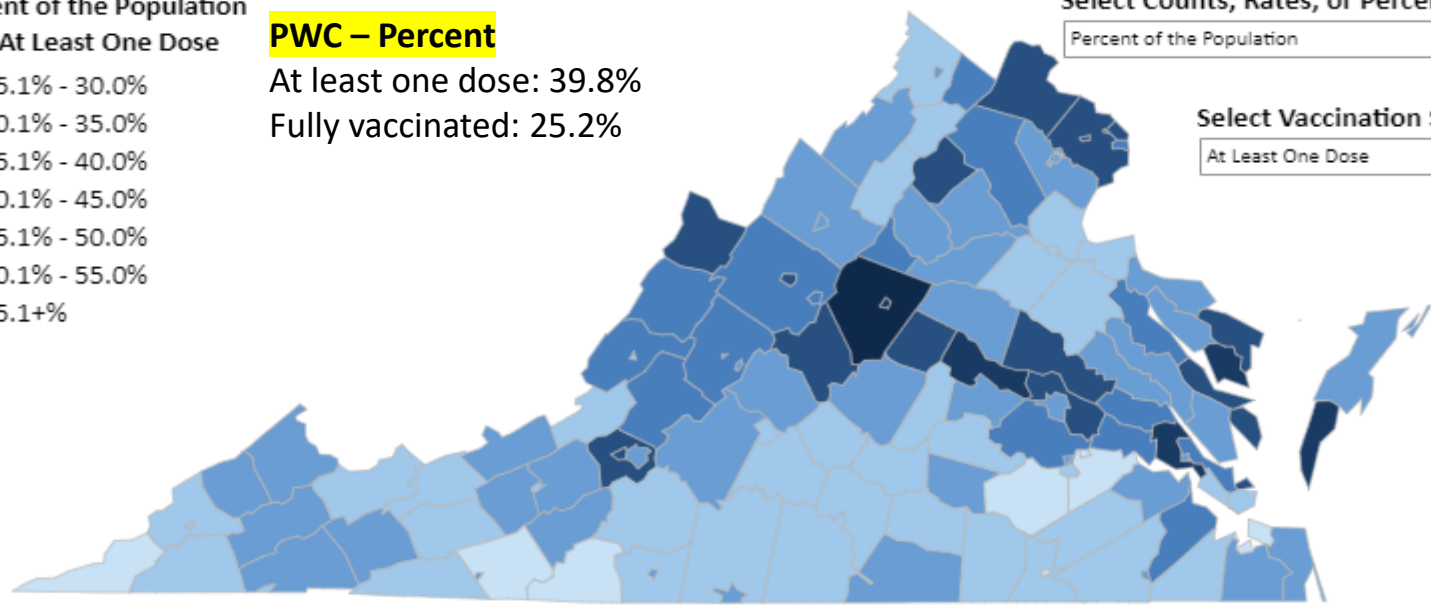 ent of the Population
At Least One Dose
5.1% - 30.0%
0.1% - 35.0%
5.1% - 40.0%
0.1% - 45.0%
5.1% - 50.0%
0.1% - 55.0%
5.1+%
PWC – Percent
At least one dose: 39.8%
Fully vaccinated: 25.2%
Select Counts, Rates, or Percen
Percent of the Population
Select Vaccination S
At Least One Dose